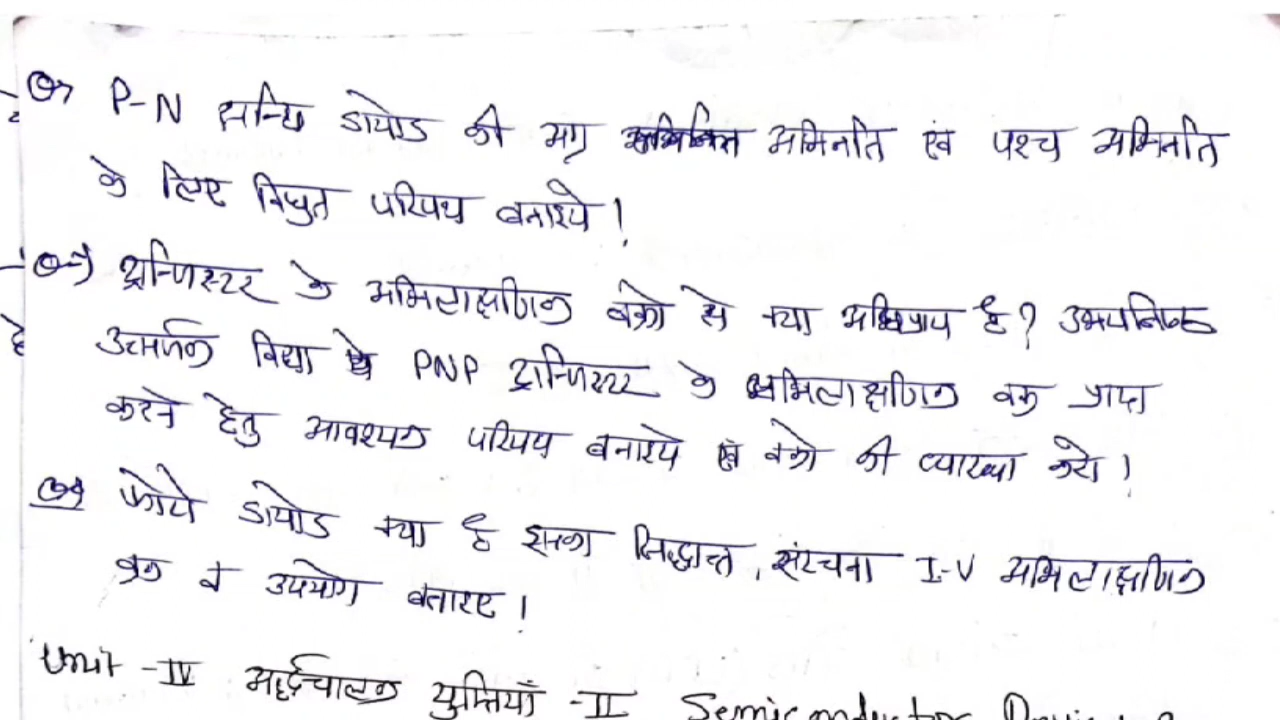 Q→ P-N सन्धि डायोड की अग्र अभिनति एवं पश्च अभिनति
के लिए विधुत परिपथ बनाइये।
Q→) ट्रान्जिस्टर के अभिलाक्षणिक वक्रो से क्या अभिप्राय है? उभयनिष्ठ
उत्सर्जक विधा में PNP ट्रान्जिस्टर के अभिलाक्षणिक वक्र प्राप्त
करने हेतु आवश्यक परिपथ बनाइये एवं वक्रो की व्याख्या करो।
Q फोटो डायोड क्या है इसका सिद्धान्त, संरचना I-V अभिलाक्षणिक
वक्र व उपयोग बताइए।
Unit -IV अर्द्धचालक युक्तियाँ -II Semiconductor